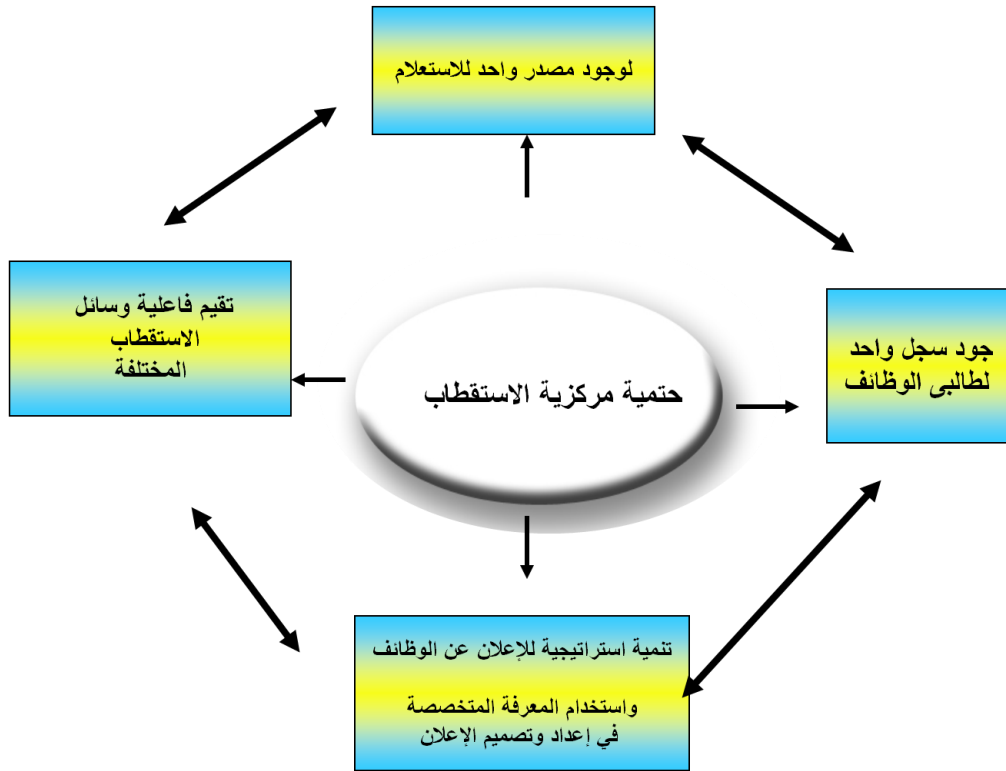 لوجود مصدر واحد للاستعلام
جود سجل واحد
لطالبى الوظائف
تقيم فاعلية وسائل
الاستقطاب
المختلفة
حتمية مركزية الاستقطاب
تنمية استراتيجية للإعلان عن الوظائف
واستخدام المعرفة المتخصصة
في إعداد وتصميم الإعلان